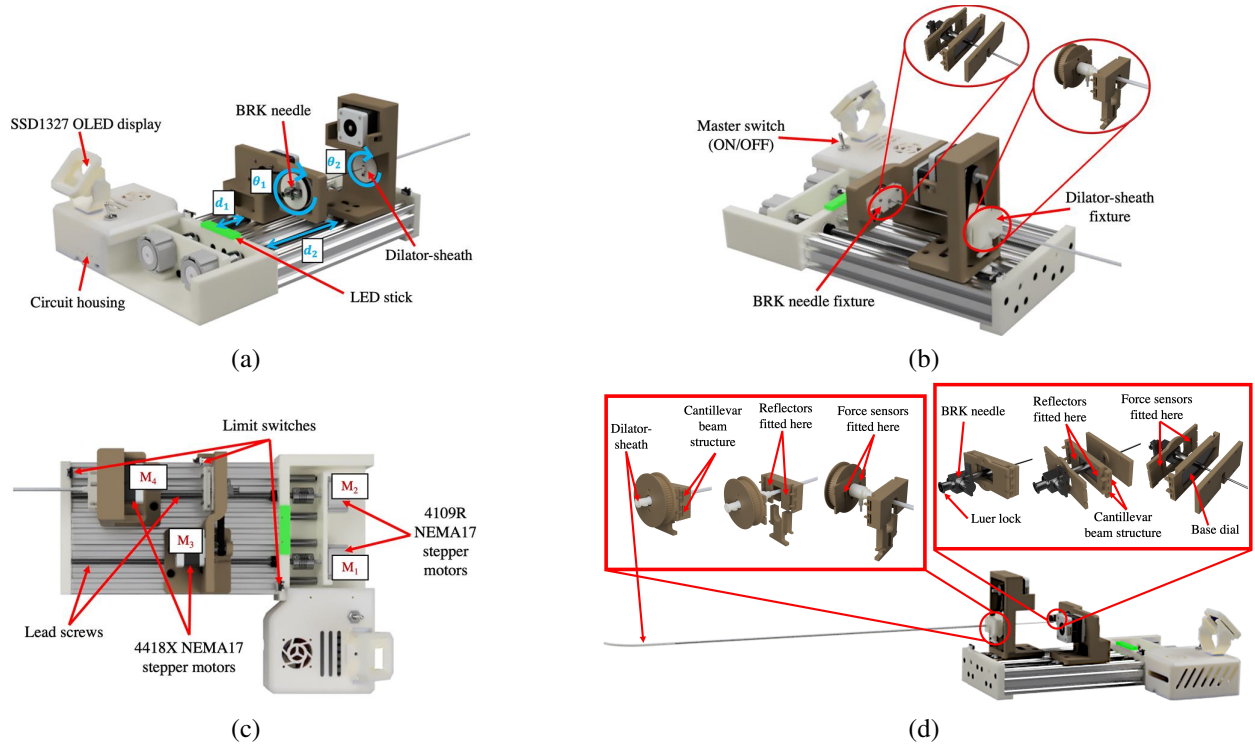 SSD1327 OLED display
BRK needle
θ1
θ2
d1
d2
Dilator-sheath
LED stick
Circuit housing
(a)
Master switch
(ON/OFF)
Dilator-sheath
fixture
BRK needle fixture
(b)
Limit switches
M4
M2
M3
M1
4109R
NEMA17
stepper
motors
Lead screws
4418X NEMA17
stepper motors
(c)
Dilator-
sheath
Cantillevar
beam
structure
Reflectors
fitted here
Force sensors
fitted here
BRK needle
Reflectors
fitted here
Force sensors
fitted here
Luer lock
Cantillevar
beam structure
Base dial
(d)